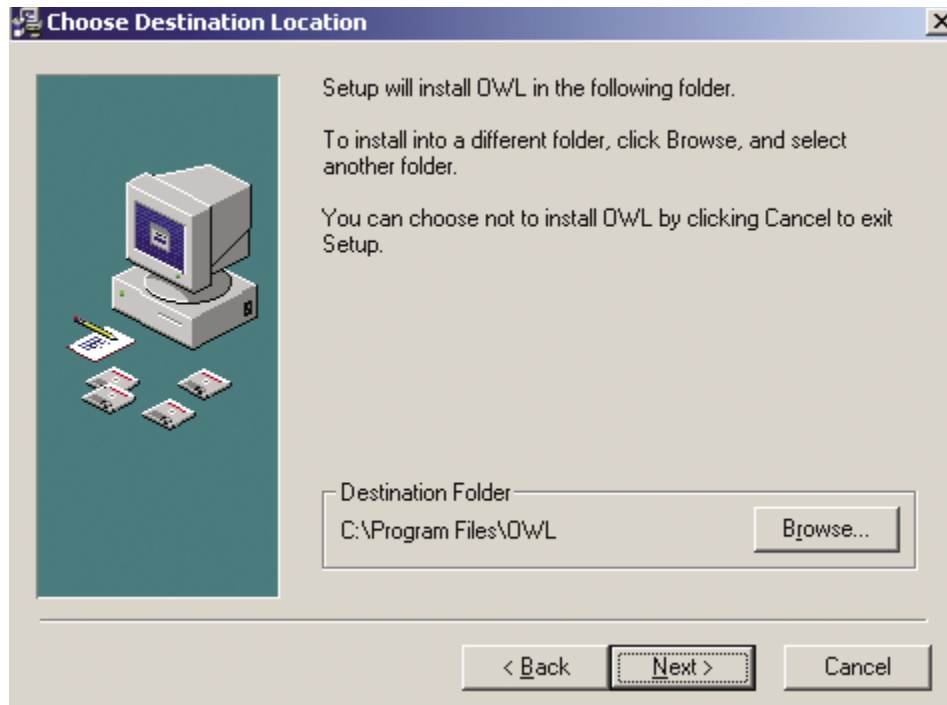 Choose Destination Location
Setup will install OWL in the following folder.
To install into a different folder, click Browse, and select
another folder.
You can choose not to install OWL by clicking Cancel to exit
Setup.
Destination Folder
C:\Program Files\OWL
Browse...
< Back
Next >
Cancel